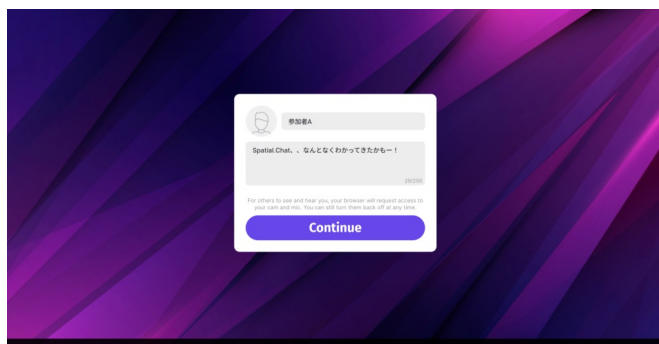 参加者A
Spatial.Chat、、なんとなくわかってきたかもー！
29/200
For others to see and hear you, your browser will request access to
your cam and mic. You can still turn them back off at any time.
Continue